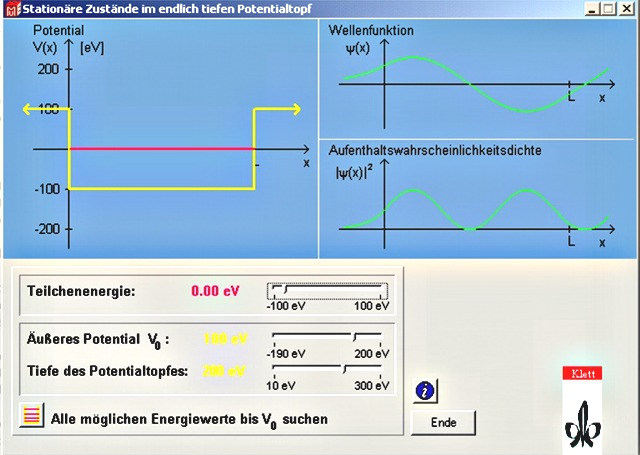 Stationäre Zustände im endlich tiefen Potentialtopf
Potential
V(x) [eV]
200
100
-100
-200
x
Wellenfunktion
ψ(x)
L
x
Aufenthaltswahrscheinlichkeitsdichte
|ψ(x)|²
L
x
Teilchenenergie: 0.00 eV
-100 eV 100 eV
Äußeres Potential V₀ : 100 eV
-190 eV 200 eV
Tiefe des Potentialtopfes: 200 eV
10 eV 300 eV
Alle möglichen Energiewerte bis V₀ suchen
i
Ende
Klett